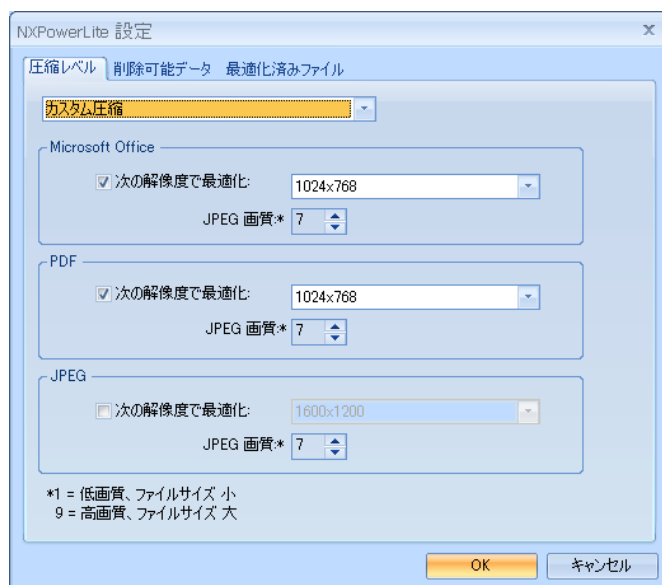 NXPowerLite 設定
圧縮レベル 削除可能データ 最適化済みファイル
カスタム圧縮
Microsoft Office
次の解像度で最適化: 1024x768
JPEG 画質:* 7
PDF
次の解像度で最適化: 1024x768
JPEG 画質:* 7
JPEG
次の解像度で最適化: 1600x1200
JPEG 画質:* 7
*1 = 低画質、ファイルサイズ 小
9 = 高画質、ファイルサイズ 大
OK キャンセル